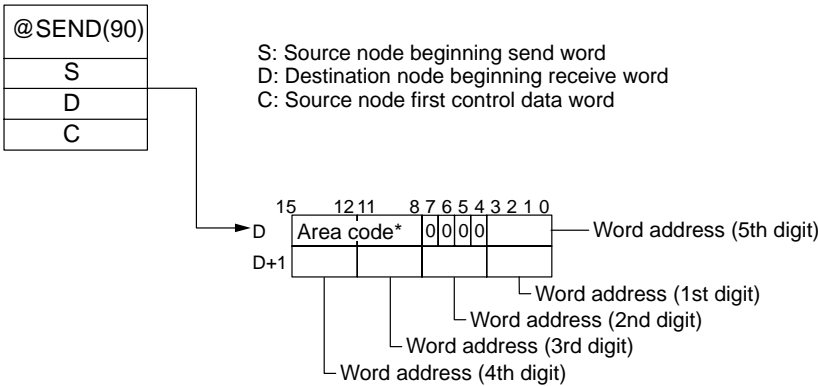 @SEND(90)
S
D
C
S: Source node beginning send word
D: Destination node beginning receive word
C: Source node first control data word
15 12 11 8 7 6 5 4 3 2 1 0
D Area code* 0 0 0 0 Word address (5th digit)
D+1
Word address (1st digit)
Word address (2nd digit)
Word address (3rd digit)
Word address (4th digit)